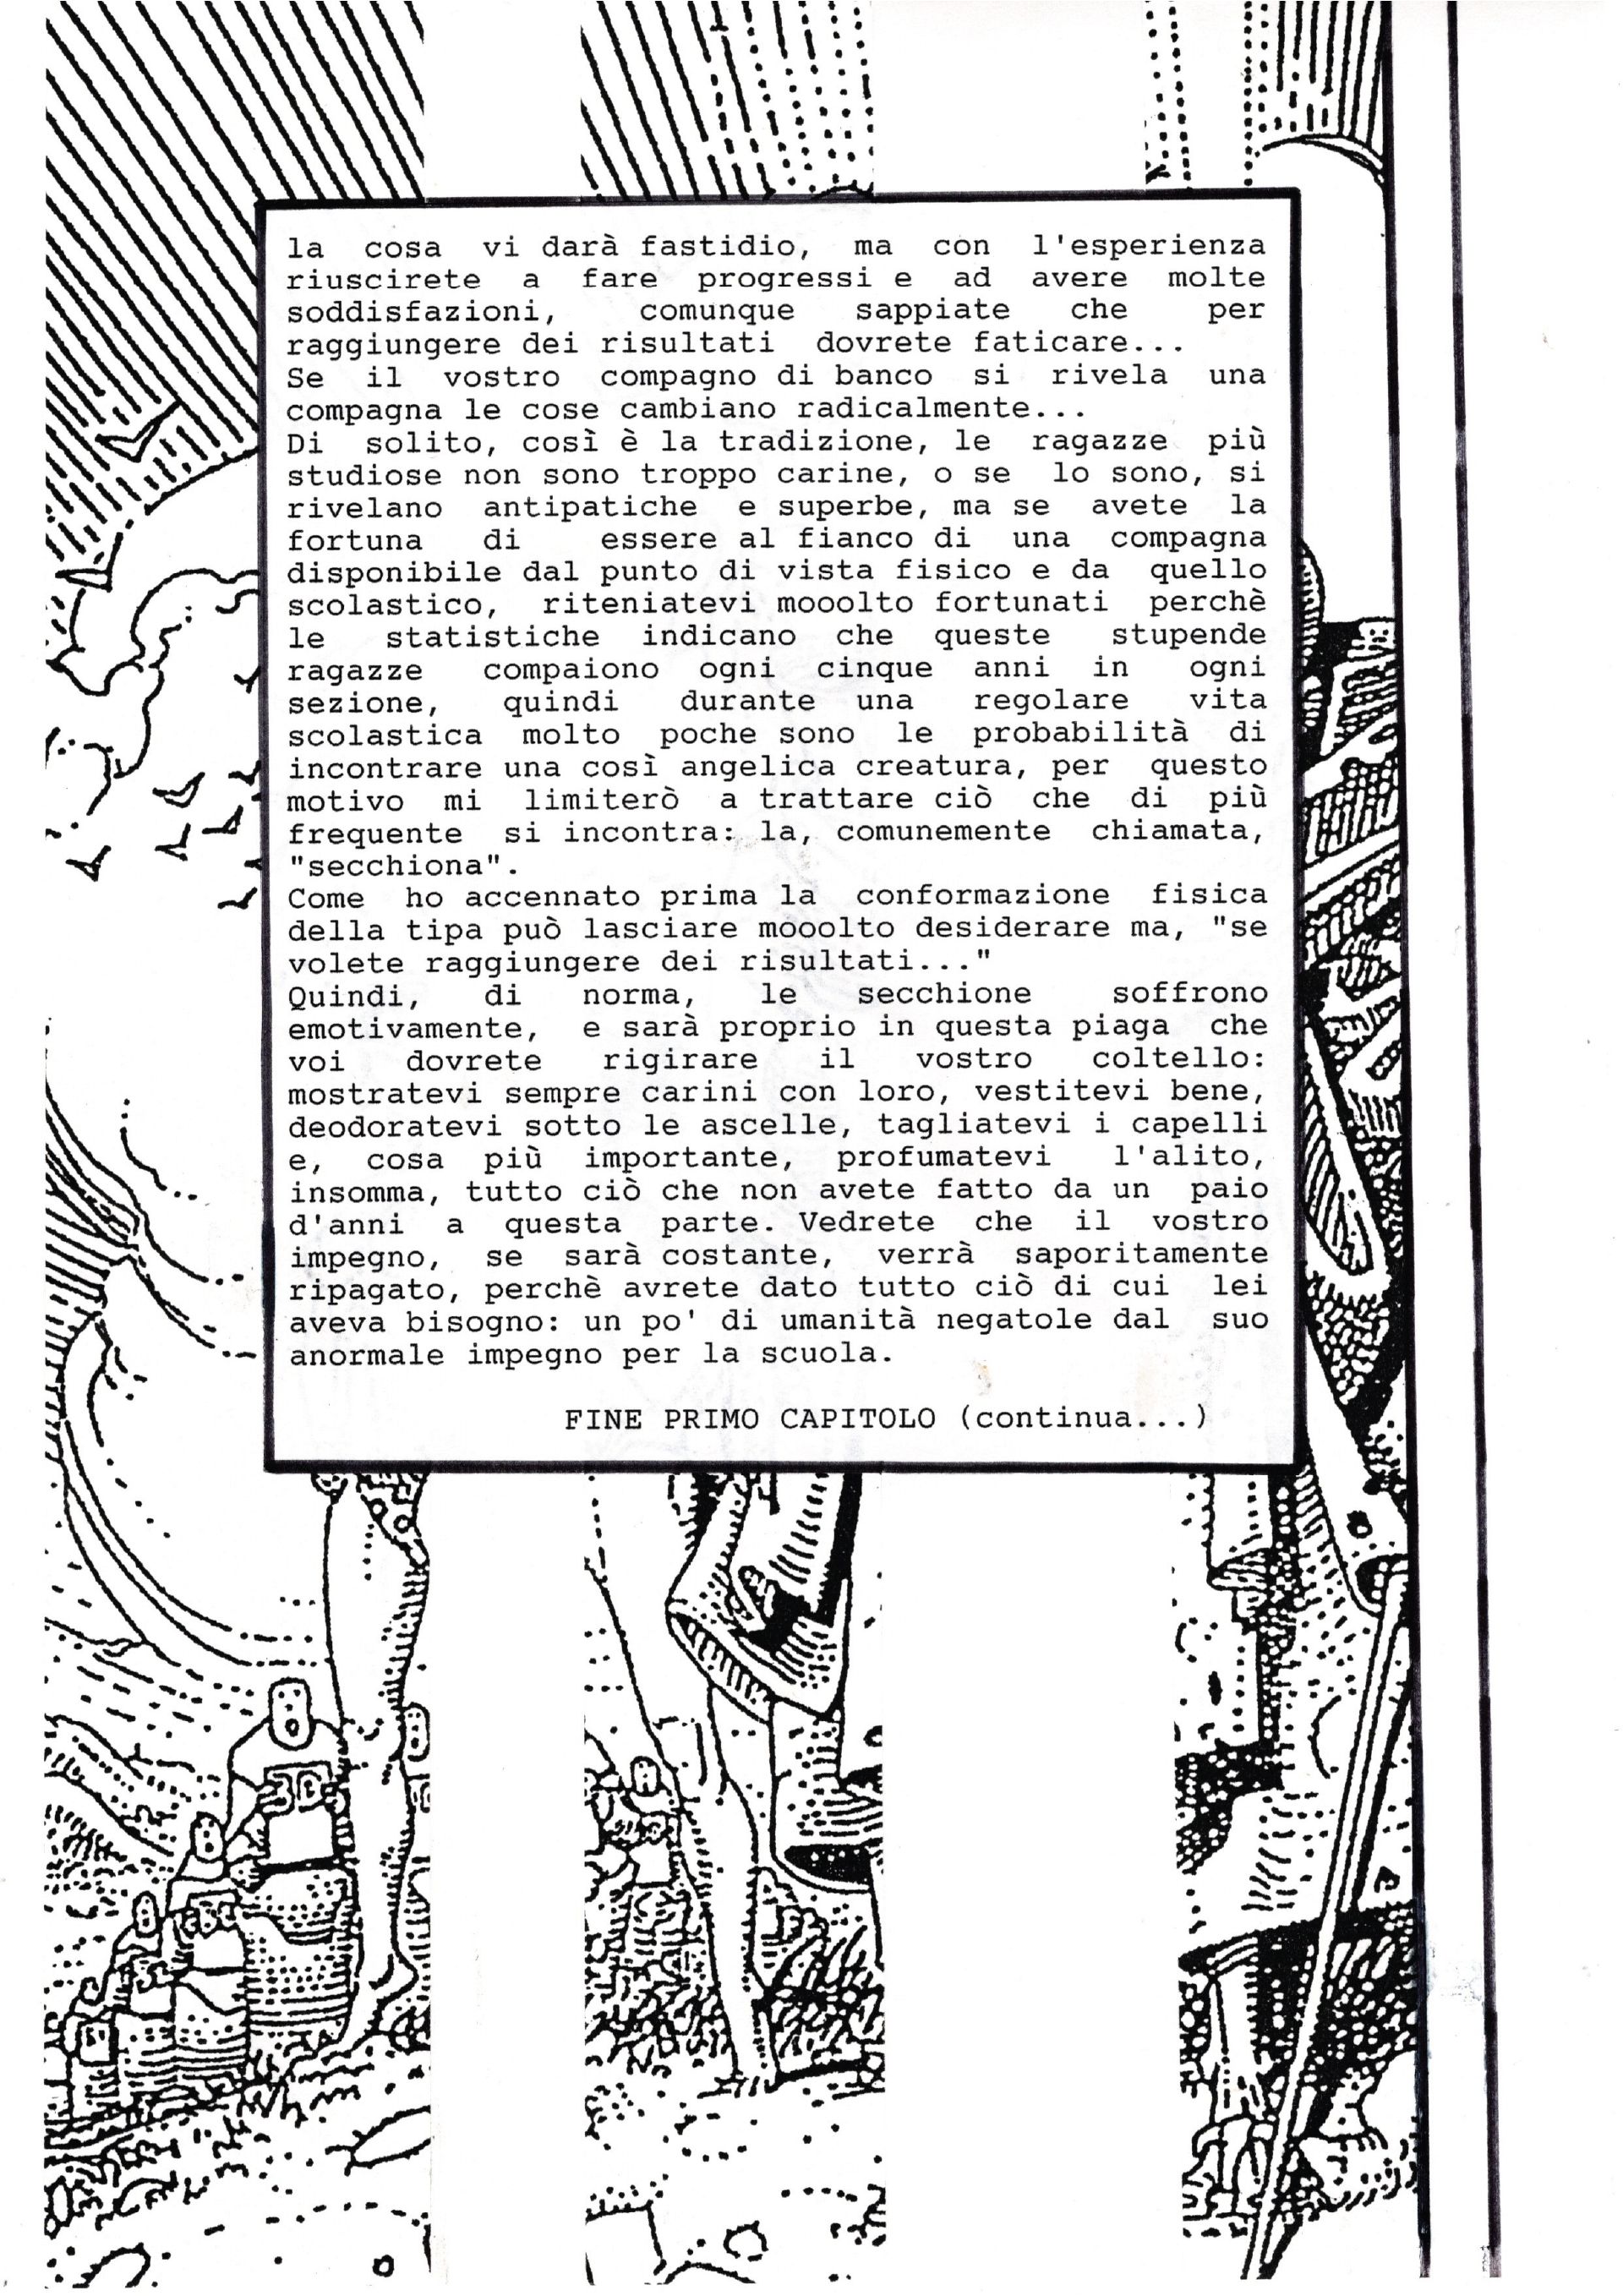 la cosa vi darà fastidio, ma con l'esperienza
riuscirete a fare progressi e ad avere molte
soddisfazioni, comunque sappiate che per
raggiungere dei risultati dovrete faticare...
Se il vostro compagno di banco si rivela una
compagna le cose cambiano radicalmente...
Di solito, così è la tradizione, le ragazze più
studiose non sono troppo carine, o se lo sono, si
rivelano antipatiche e superbe, ma se avete la
fortuna di essere al fianco di una compagna
disponibile dal punto di vista fisico e da quello
scolastico, riteniatevi mooolto fortunati perchè
le statistiche indicano che queste stupende
ragazze compaiono ogni cinque anni in ogni
sezione, quindi durante una regolare vita
scolastica molto poche sono le probabilità di
incontrare una così angelica creatura, per questo
motivo mi limiterò a trattare ciò che di più
frequente si incontra: la, comunemente chiamata,
"secchiona".
Come ho accennato prima la conformazione fisica
della tipa può lasciare mooolto desiderare ma, "se
volete raggiungere dei risultati..."
Quindi, di norma, le secchione soffrono
emotivamente, e sarà proprio in questa piaga che
voi dovrete rigirare il vostro coltello:
mostratevi sempre carini con loro, vestitevi bene,
deodoratevi sotto le ascelle, tagliatevi i capelli
e, cosa più importante, profumatevi l'alito,
insomma, tutto ciò che non avete fatto da un paio
d'anni a questa parte. Vedrete che il vostro
impegno, se sarà costante, verrà saporitamente
ripagato, perchè avrete dato tutto ciò di cui lei
aveva bisogno: un po' di umanità negatole dal suo
anormale impegno per la scuola.
FINE PRIMO CAPITOLO (continua...)